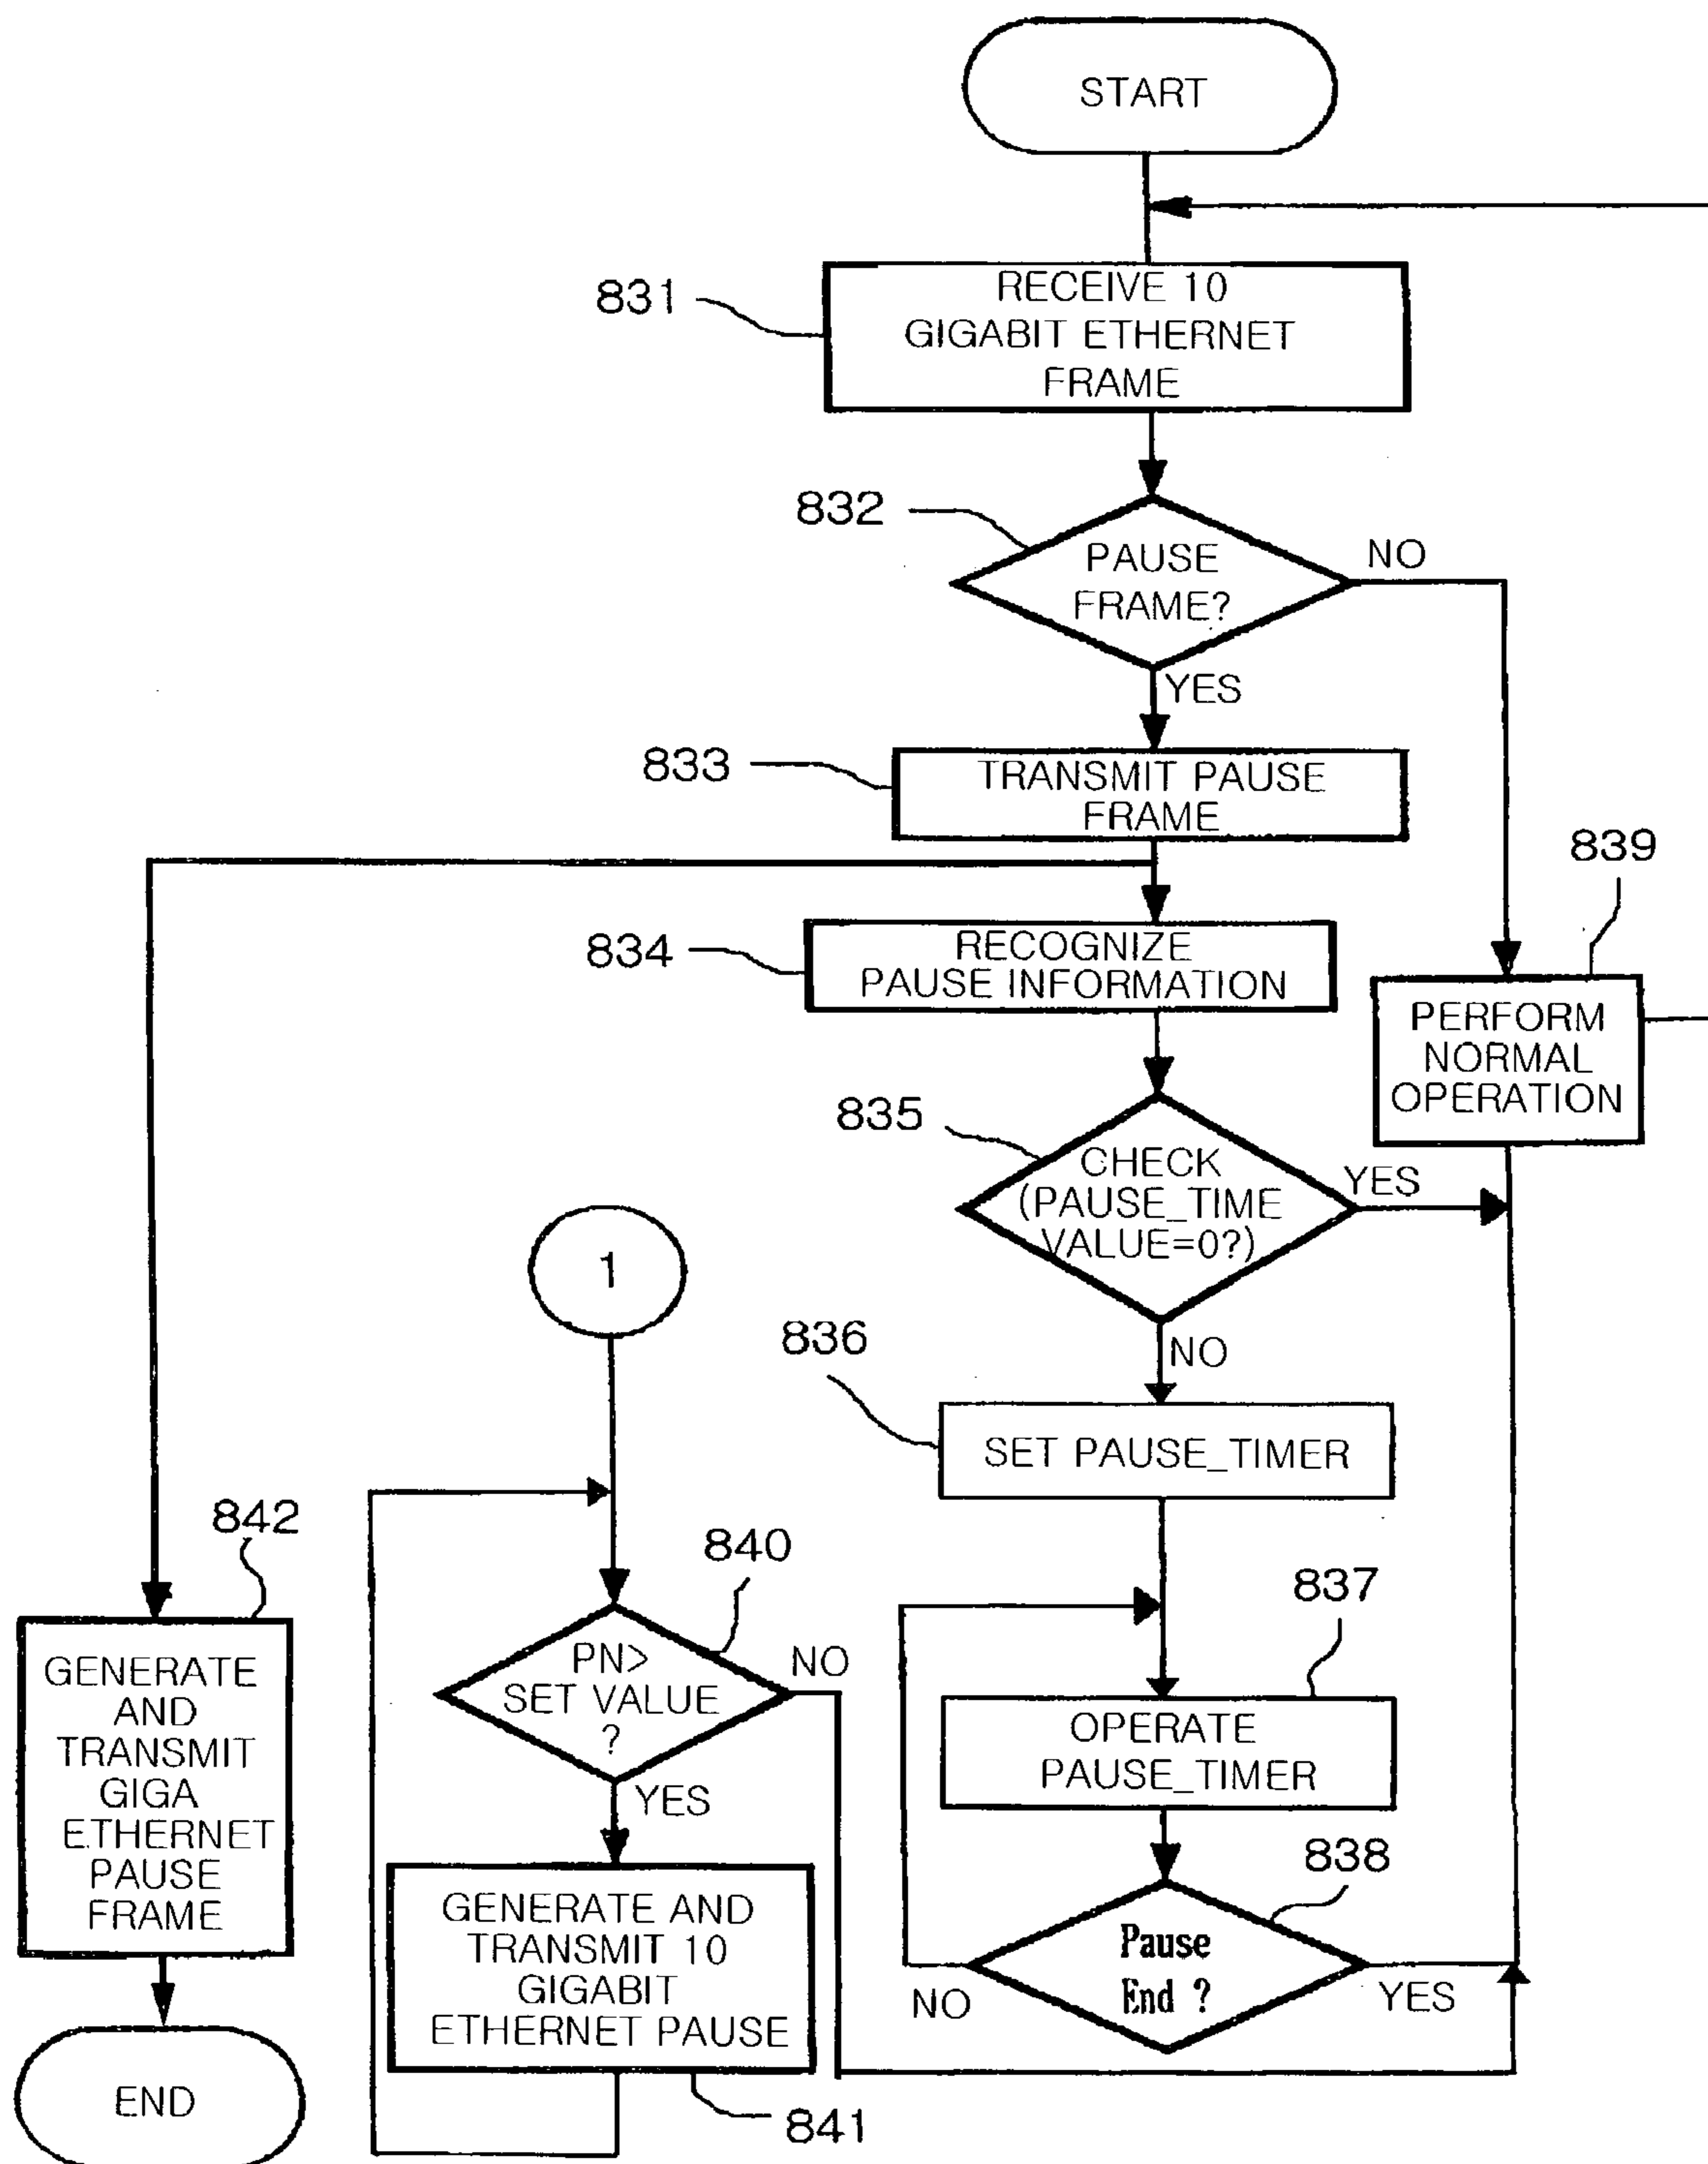 START
831
RECEIVE 10
GIGABIT ETHERNET
FRAME
832
PAUSE
FRAME?
NO
YES
833
TRANSMIT PAUSE
FRAME
839
834
RECOGNIZE
PAUSE INFORMATION
PERFORM
NORMAL
OPERATION
835
CHECK
(PAUSE_TIME
VALUE=0?)
YES
1
NO
836
SET PAUSE_TIMER
842
840
837
GENERATE
AND
TRANSMIT
GIGA
ETHERNET
PAUSE
FRAME
PN>
SET VALUE
?
NO
YES
OPERATE
PAUSE_TIMER
838
GENERATE AND
TRANSMIT 10
GIGABIT
ETHERNET PAUSE
Pause
End ?
NO
YES
END
841